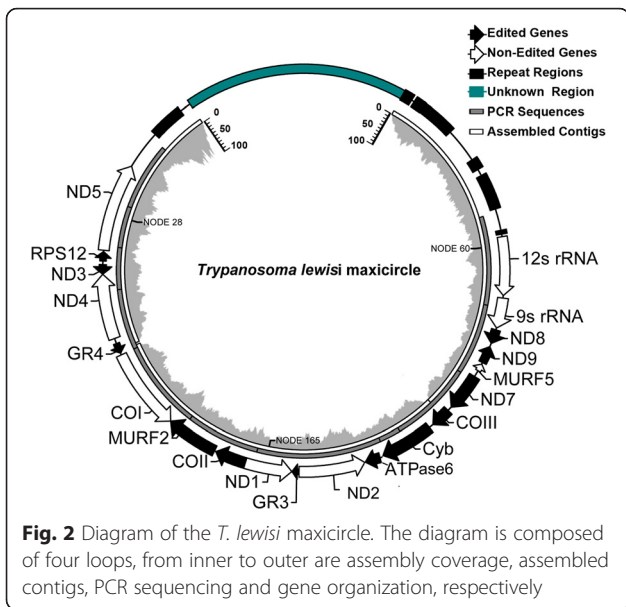 Edited Genes
Non-Edited Genes
Repeat Regions
Unknown Region
PCR Sequences
Assembled Contigs
0
50
100
0
50
100
ND5
NODE 28
RPS12
ND3
ND4
GR4
COI
MURF2
COII
ND1
GR3
NODE 165
ND2
ATPase6
Cyb
COIII
ND7
MURF5
ND9
ND8
9s rRNA
12s rRNA
NODE 60
Trypanosoma lewisi maxicircle
Fig. 2 Diagram of the T. lewisi maxicircle. The diagram is composed
of four loops, from inner to outer are assembly coverage, assembled
contigs, PCR sequencing and gene organization, respectively